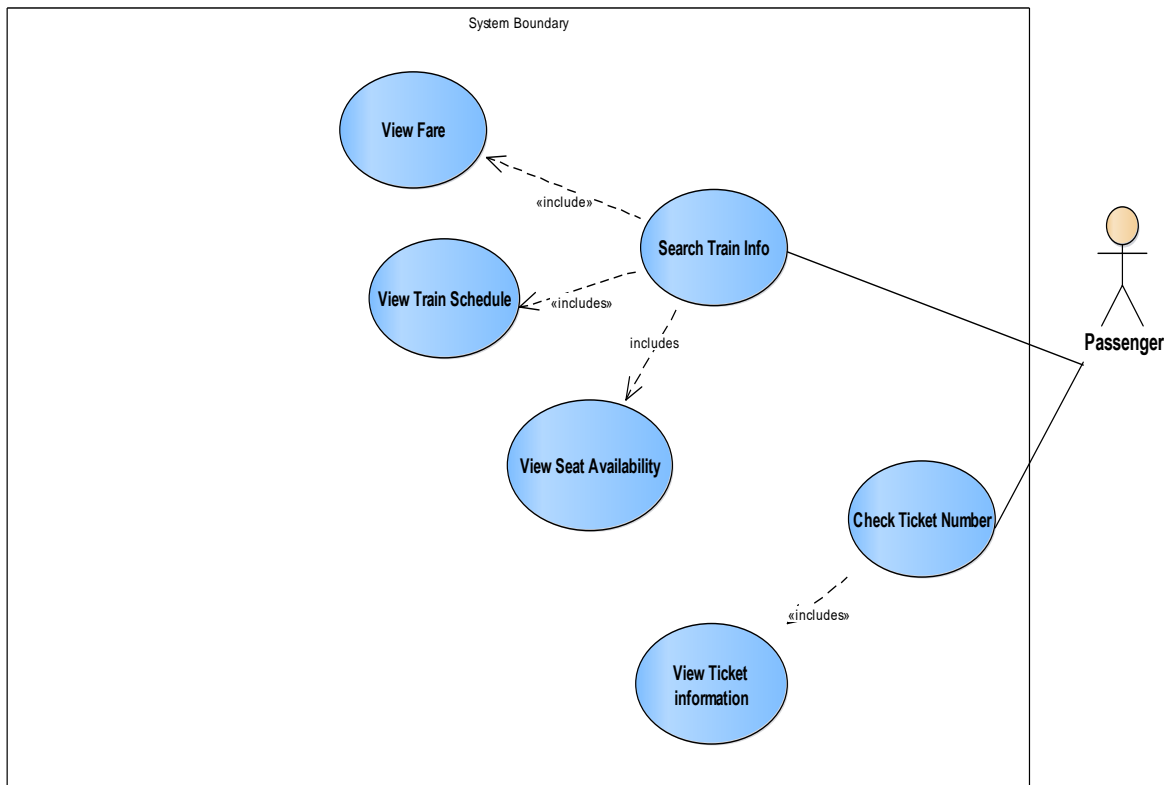 System Boundary
View Fare
«include»
Search Train Info
View Train Schedule
«includes»
includes
Passenger
View Seat Availability
Check Ticket Number
«includes»
View Ticket
information